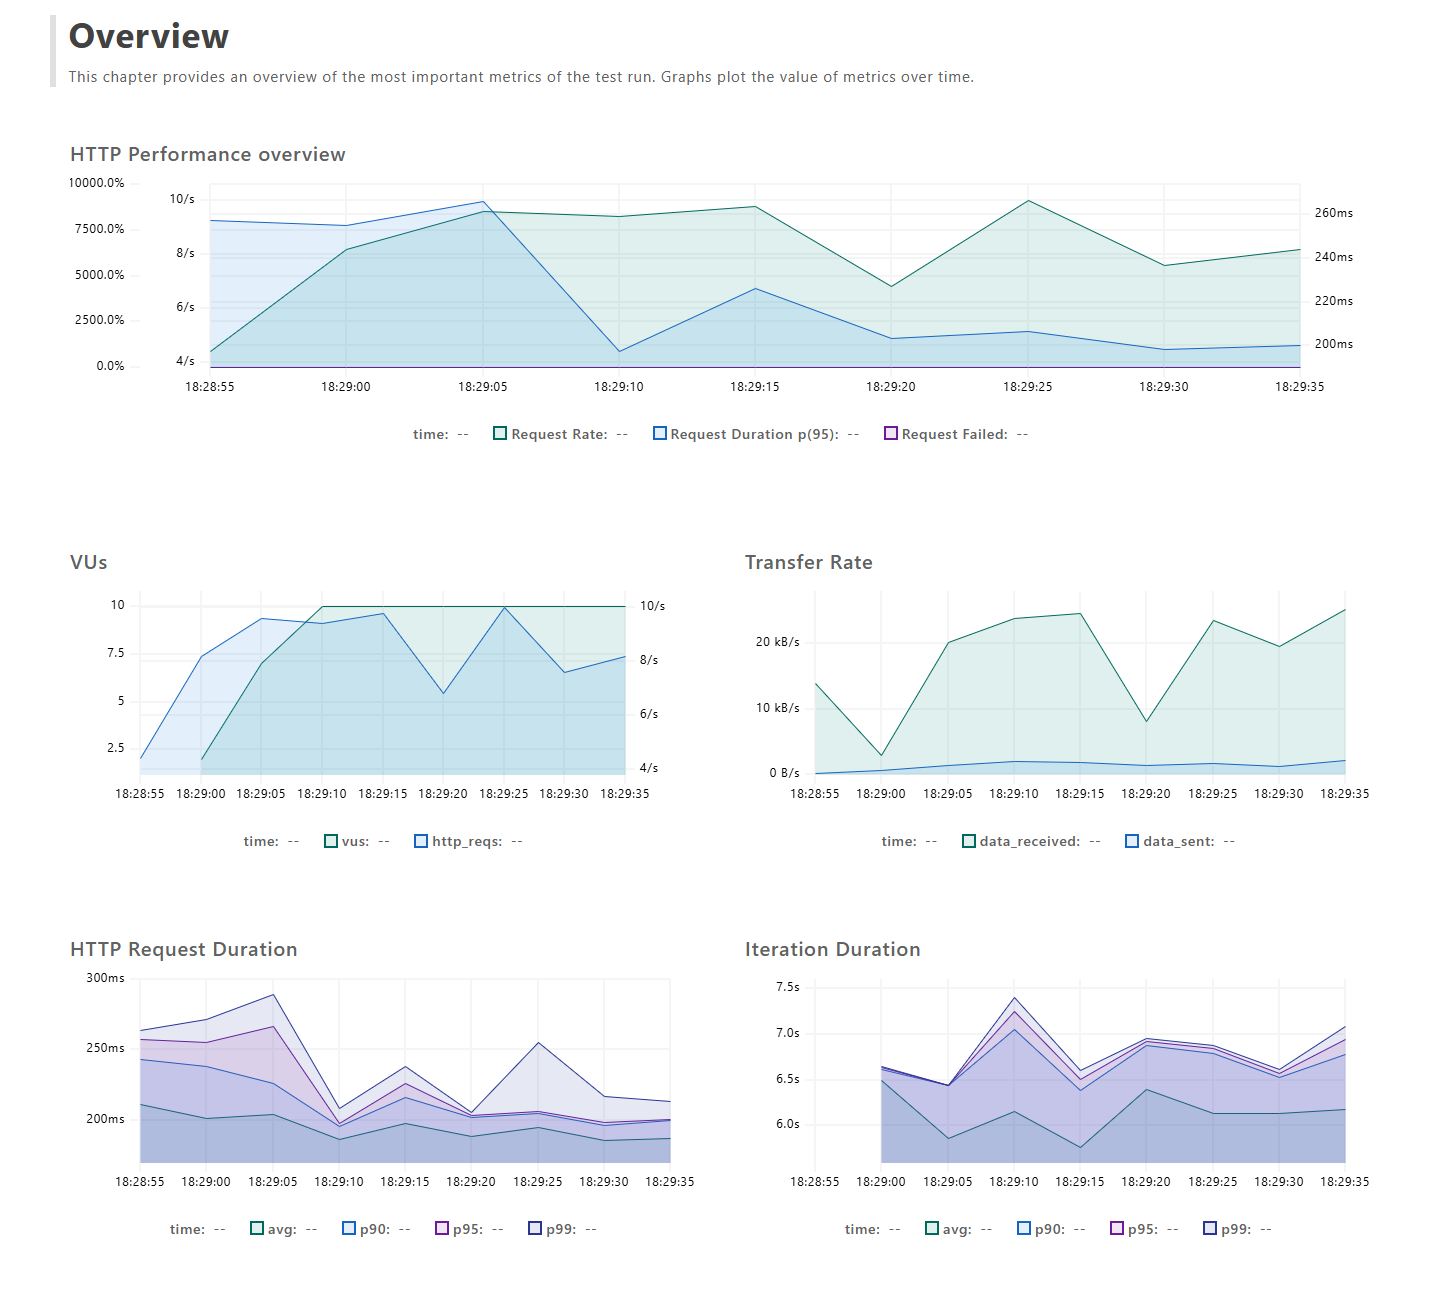 Overview
This chapter provides an overview of the most important metrics of the test run. Graphs plot the value of metrics over time.
HTTP Performance overview
10000.0%
7500.0%
5000.0%
2500.0%
0.0%
10/s
8/s
6/s
4/s
260ms
240ms
220ms
200ms
18:28:55 18:29:00 18:29:05 18:29:10 18:29:15 18:29:20 18:29:25 18:29:30 18:29:35
time: -- Request Rate: -- Request Duration p(95): -- Request Failed: --
VUs
10
7.5
5
2.5
10/s
8/s
6/s
4/s
18:28:55 18:29:00 18:29:05 18:29:10 18:29:15 18:29:20 18:29:25 18:29:30 18:29:35
time: -- vus: -- http_reqs: --
Transfer Rate
20 kB/s
10 kB/s
0 B/s
18:28:55 18:29:00 18:29:05 18:29:10 18:29:15 18:29:20 18:29:25 18:29:30 18:29:35
time: -- data_received: -- data_sent: --
HTTP Request Duration
300ms
250ms
200ms
18:28:55 18:29:00 18:29:05 18:29:10 18:29:15 18:29:20 18:29:25 18:29:30 18:29:35
time: -- avg: -- p90: -- p95: -- p99: --
Iteration Duration
7.5s
7.0s
6.5s
6.0s
18:28:55 18:29:00 18:29:05 18:29:10 18:29:15 18:29:20 18:29:25 18:29:30 18:29:35
time: -- avg: -- p90: -- p95: -- p99: --